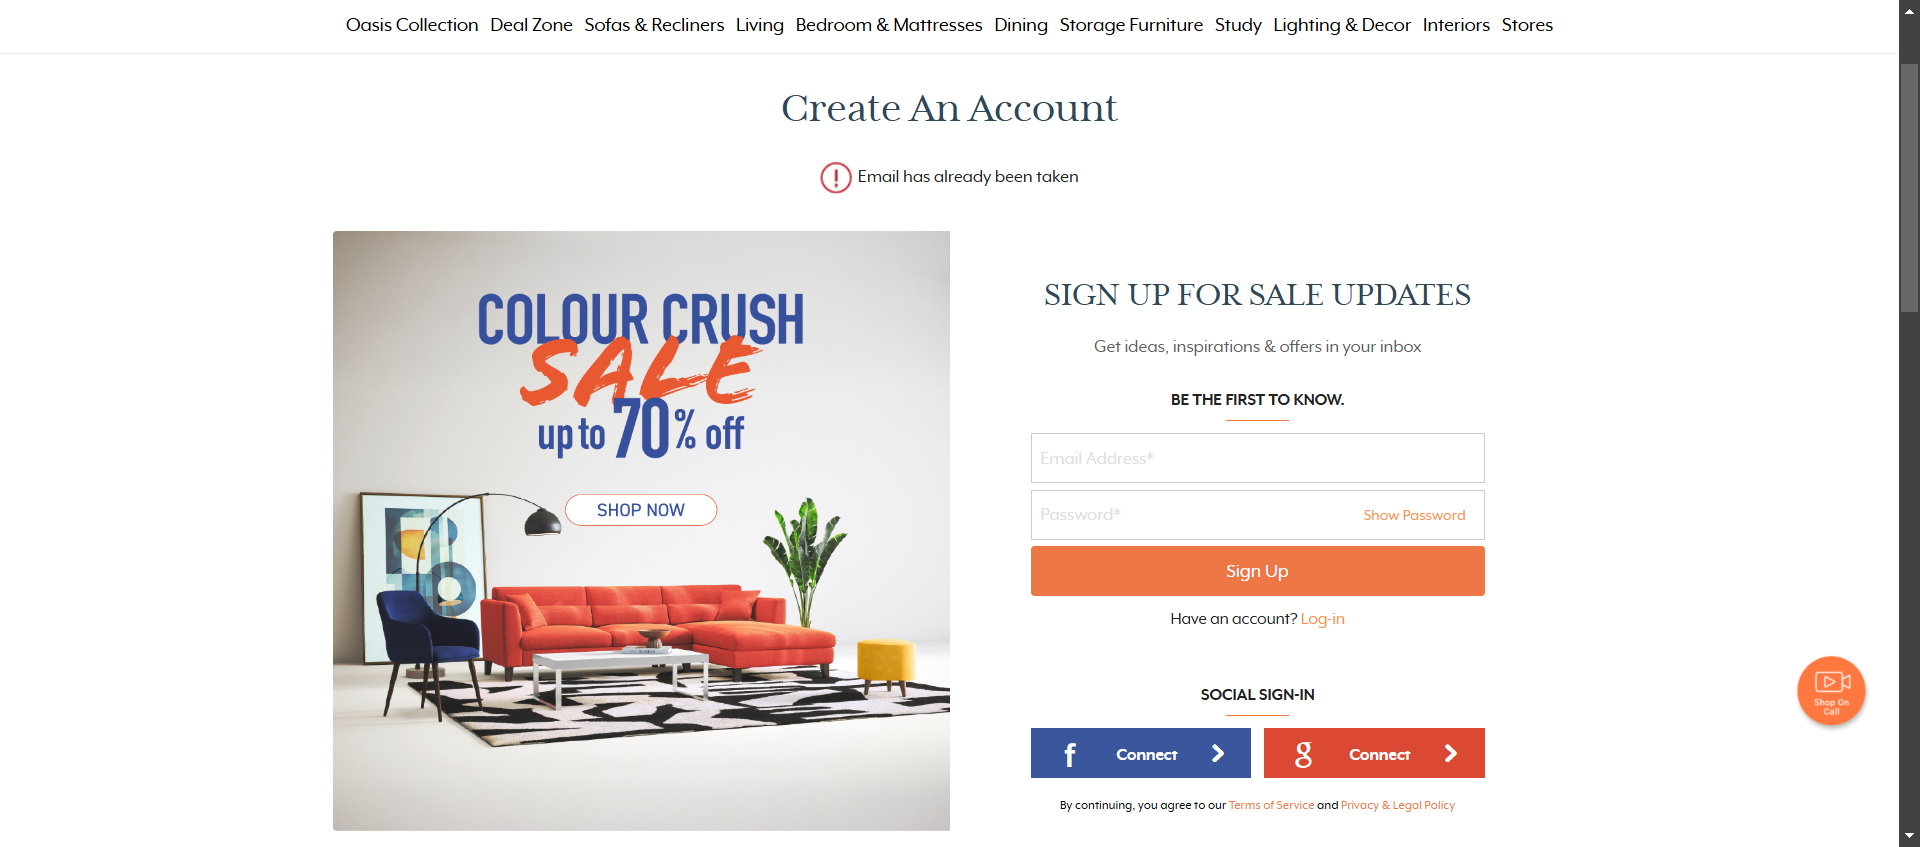 Oasis Collection Deal Zone Sofas & Recliners Living Bedroom & Mattresses Dining Storage Furniture Study Lighting & Decor Interiors Stores
Create An Account
Email has already been taken
COLOUR CRUSH
SALE
up to 70% off
SHOP NOW
SIGN UP FOR SALE UPDATES
Get ideas, inspirations & offers in your inbox
BE THE FIRST TO KNOW.
Email Address*
Password* Show Password
Sign Up
Have an account? Log-in
SOCIAL SIGN-IN
f Connect
g Connect
By continuing, you agree to our Terms of Service and Privacy & Legal Policy
Shop On
Call